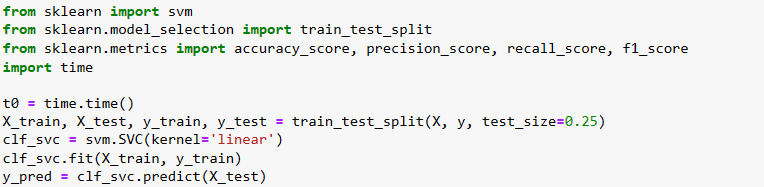 from sklearn import svm
from sklearn.model_selection import train_test_split
from sklearn.metrics import accuracy_score, precision_score, recall_score, f1_score
import time

t0 = time.time()
X_train, X_test, y_train, y_test = train_test_split(X, y, test_size=0.25)
clf_svc = svm.SVC(kernel='linear')
clf_svc.fit(X_train, y_train)
y_pred = clf_svc.predict(X_test)